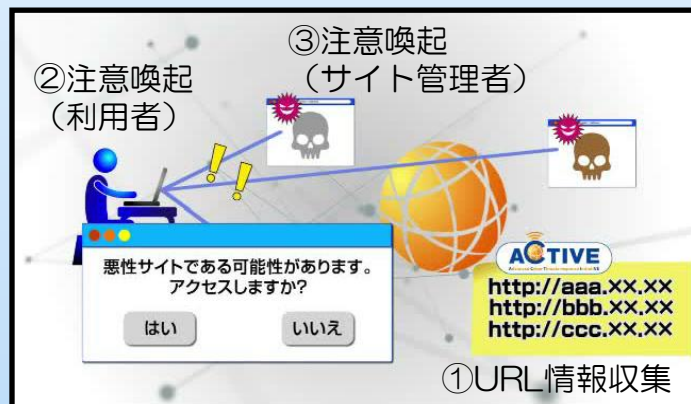 ③注意喚起
（サイト管理者）
②注意喚起
（利用者）
悪性サイトである可能性があります。
アクセスしますか?
はい
いいえ
ACTIVE
http://aaa.××.××
http://bbb.××.××
http://ccc.××.××
①URL情報収集